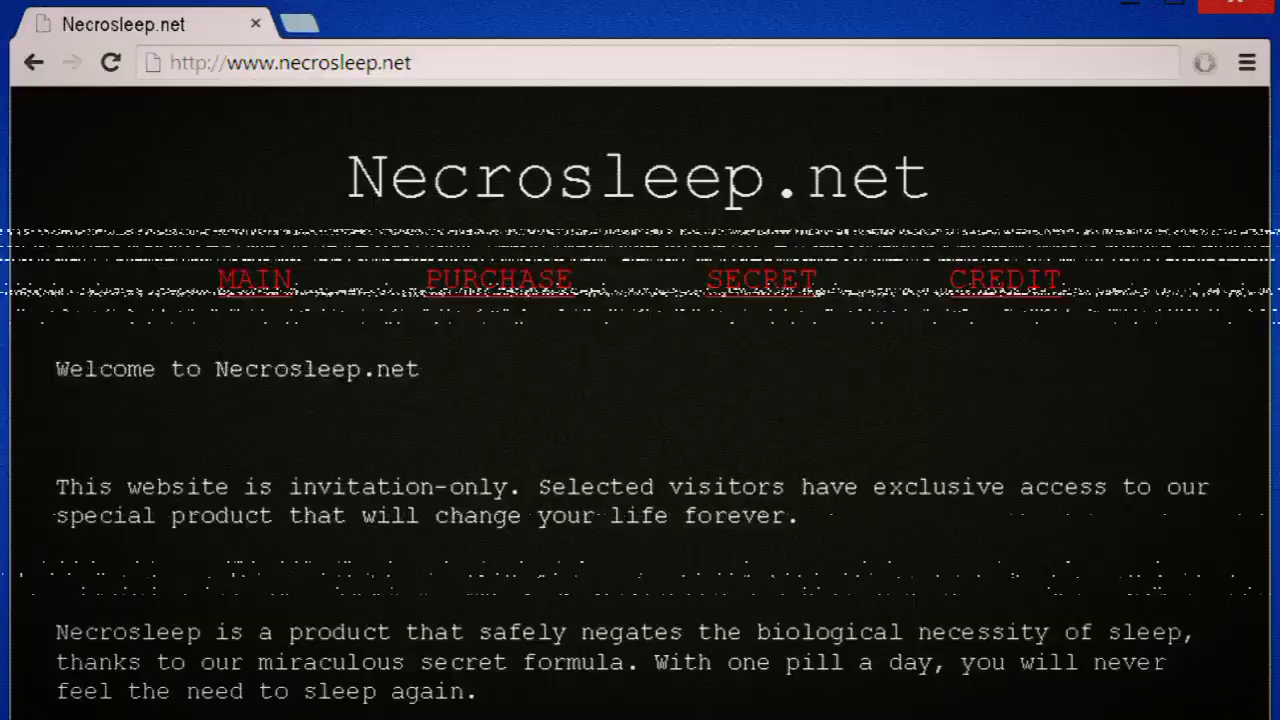 Necrosleep.net
http://www.necrosleep.net
Necrosleep.net
MAIN PURCHASE SECRET CREDIT
Welcome to Necrosleep.net
This website is invitation-only. Selected visitors have exclusive access to our
special product that will change your life forever.
Necrosleep is a product that safely negates the biological necessity of sleep,
thanks to our miraculous secret formula. With one pill a day, you will never
feel the need to sleep again.